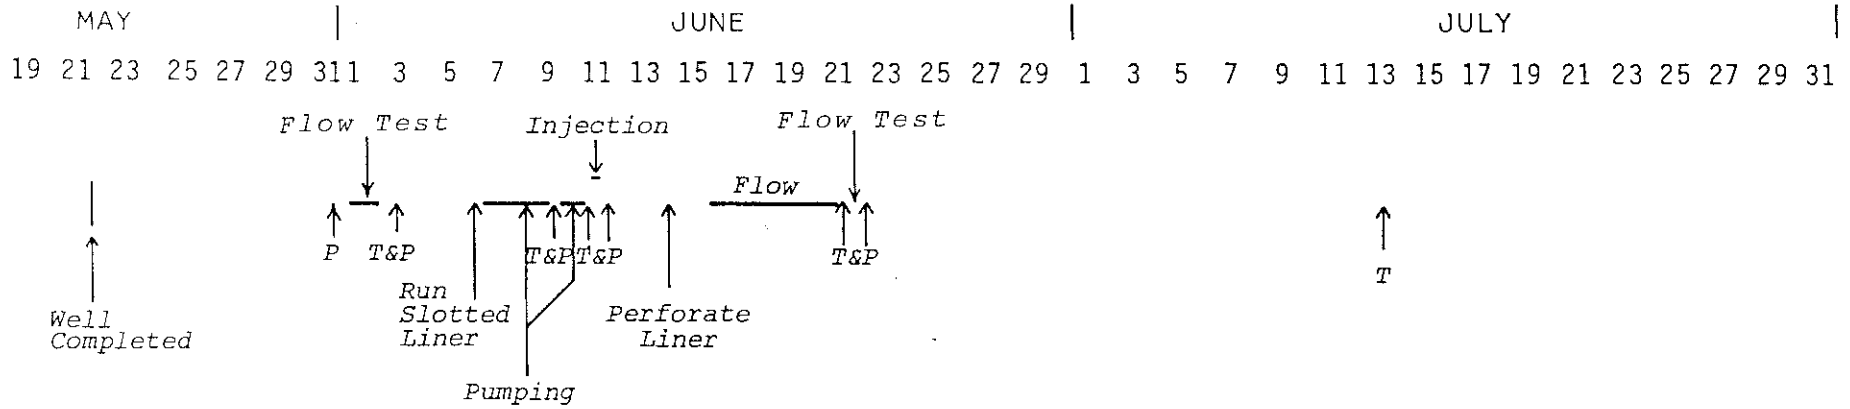 MAY | JUNE | JULY |
19 21 23 25 27 29 31 1 3 5 7 9 11 13 15 17 19 21 23 25 27 29 1 3 5 7 9 11 13 15 17 19 21 23 25 27 29 31
Flow Test Injection Flow Test
Flow
P T&P T&P T&P T&P
T
Run
Slotted
Liner
Perforate
Liner
Well
Completed
Pumping